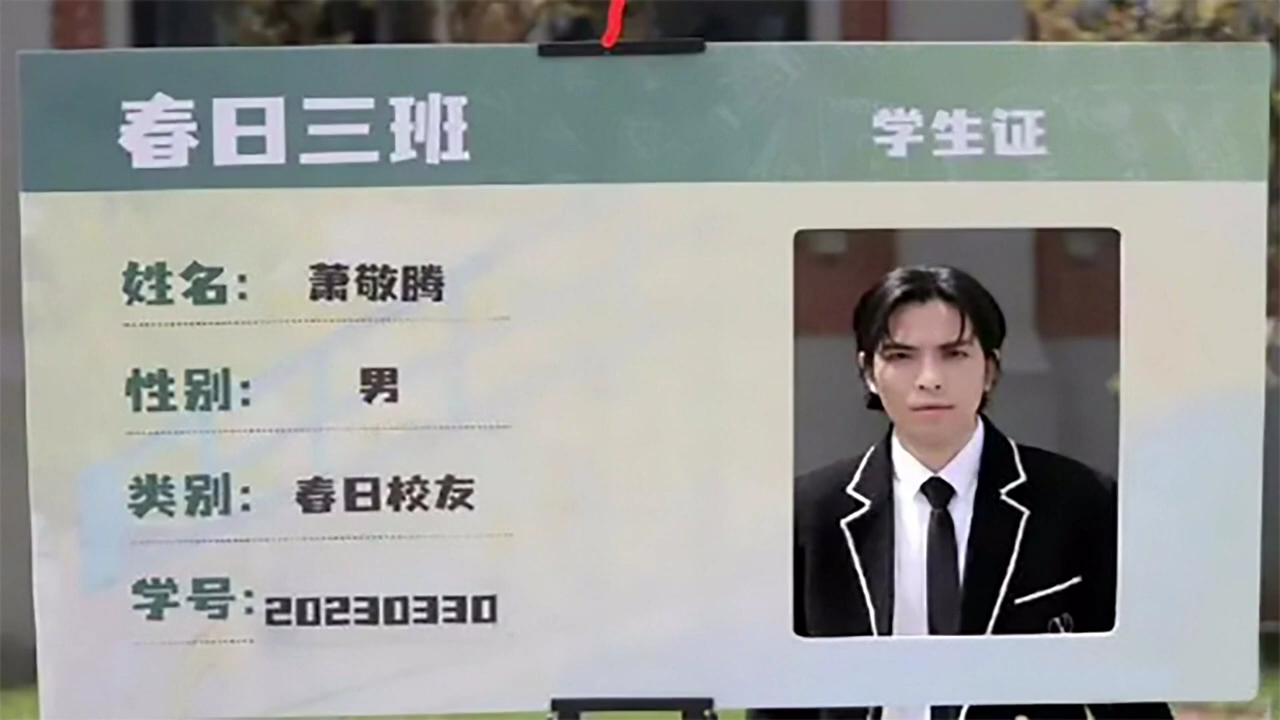 春日三班 学生证
姓名： 萧敬腾
性别： 男
类别： 春日校友
学号：20230330